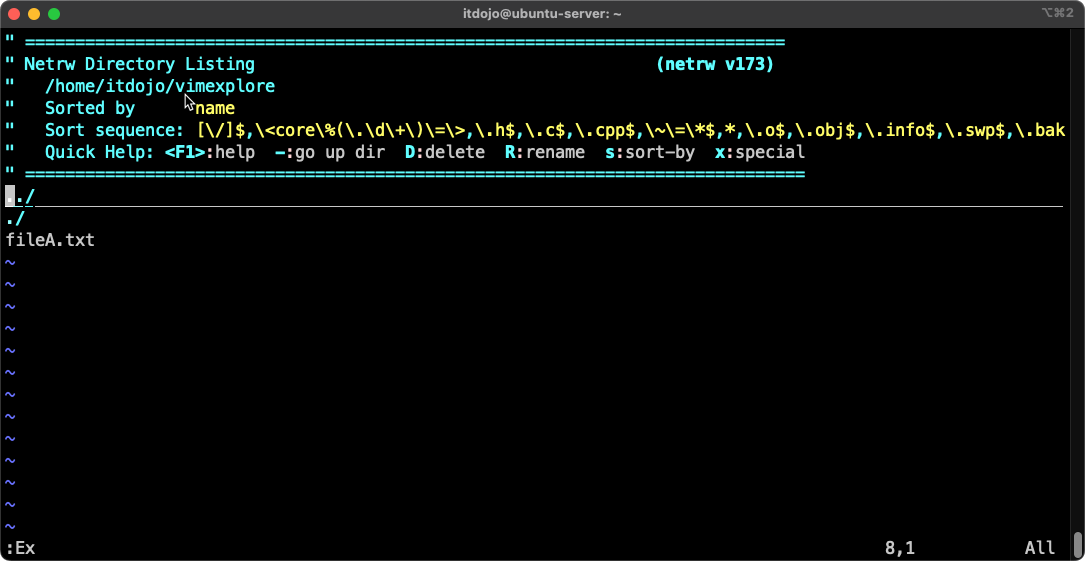 itdojo@ubuntu-server: ~
⌥⌘2
" ============================================================================
" Netrw Directory Listing                                        (netrw v173)
"   /home/itdojo/vimexplore
"   Sorted by      name
"   Sort sequence: [\/]$,\<core\%(\.\d\+\)\=\>,\.h$,\.c$,\.cpp$,\~\=\*$,*,\.o$,\.obj$,\.info$,\.swp$,\.bak
"   Quick Help: <F1>:help  -:go up dir  D:delete  R:rename  s:sort-by  x:special
" ==============================================================================
../
./
fileA.txt
~
~
~
~
~
~
~
~
~
~
~
~
~
:Ex                                                                                     8,1           All